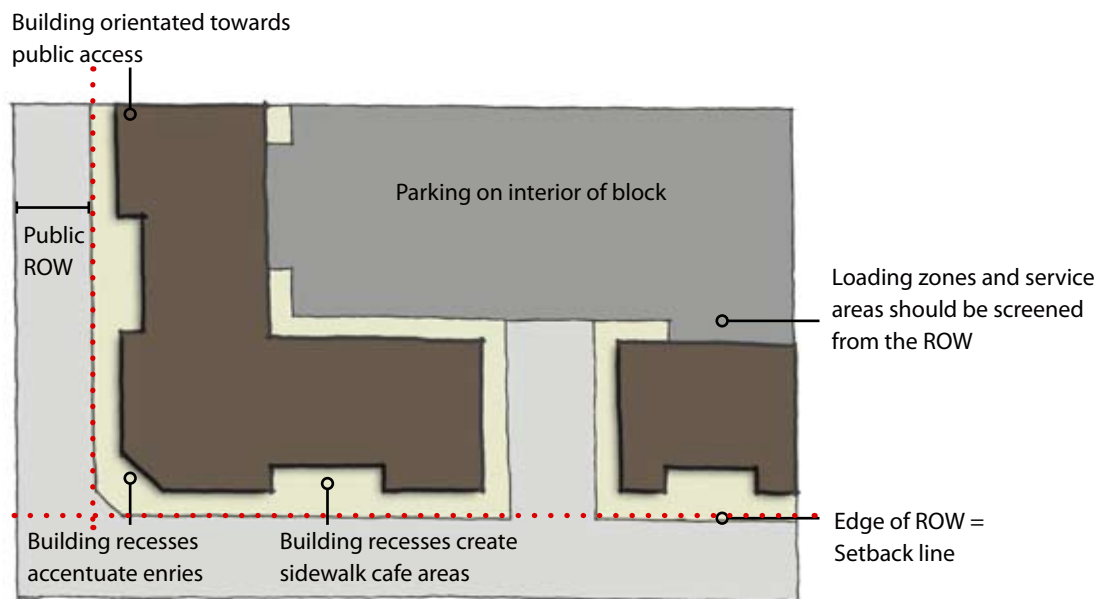 Building orientated towards
public access
Parking on interior of block
Public
ROW
Loading zones and service
areas should be screened
from the ROW
Edge of ROW =
Setback line
Building recesses
accentuate enries
Building recesses create
sidewalk cafe areas